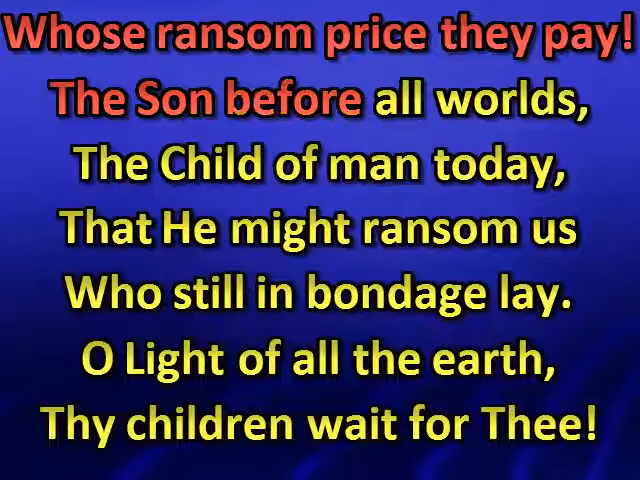 Whose ransom price they pay!
The Son before all worlds,
The Child of man today,
That He might ransom us
Who still in bondage lay.
O Light of all the earth,
Thy children wait for Thee!